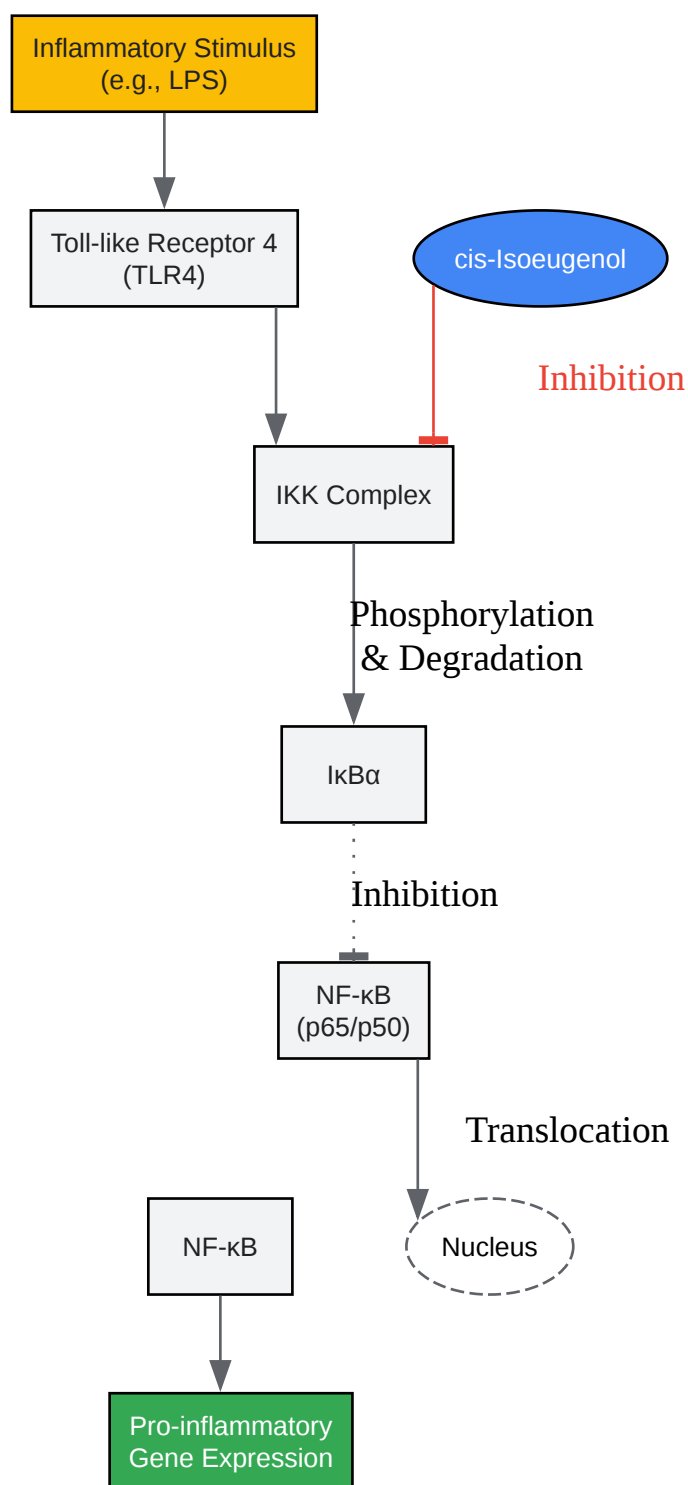 Inflammatory Stimulus
(e.g., LPS)
Toll-like Receptor 4
(TLR4)
cis-Isoeugenol
Inhibition
IKK Complex
Phosphorylation
& Degradation
IκBα
Inhibition
NF-κB
(p65/p50)
Translocation
NF-κB
Nucleus
Pro-inflammatory
Gene Expression